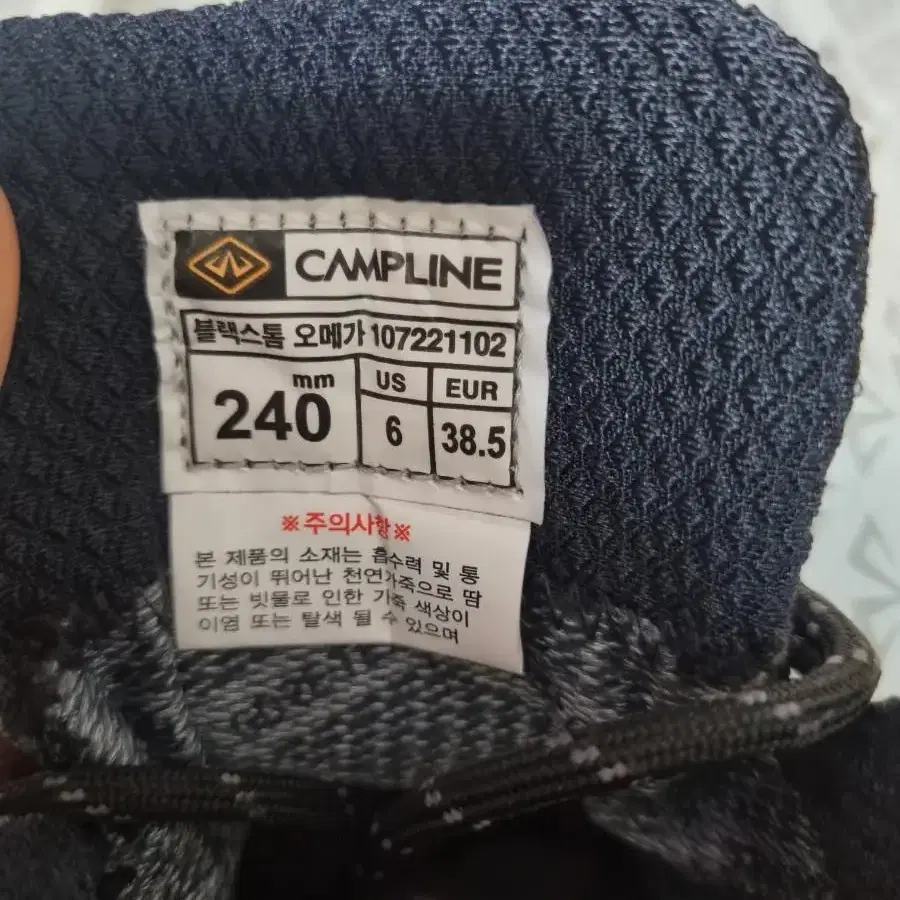 CAMPLINE
블랙스톰 오메가 107221102
240 mm
US EUR
6 38.5
※주의사항※
본 제품의 소재는 흡수력 및 통
기성이 뛰어난 천연가죽으로 땀
또는 빗물로 인한 가죽 색상이
이염 또는 탈색 될 수 있으며